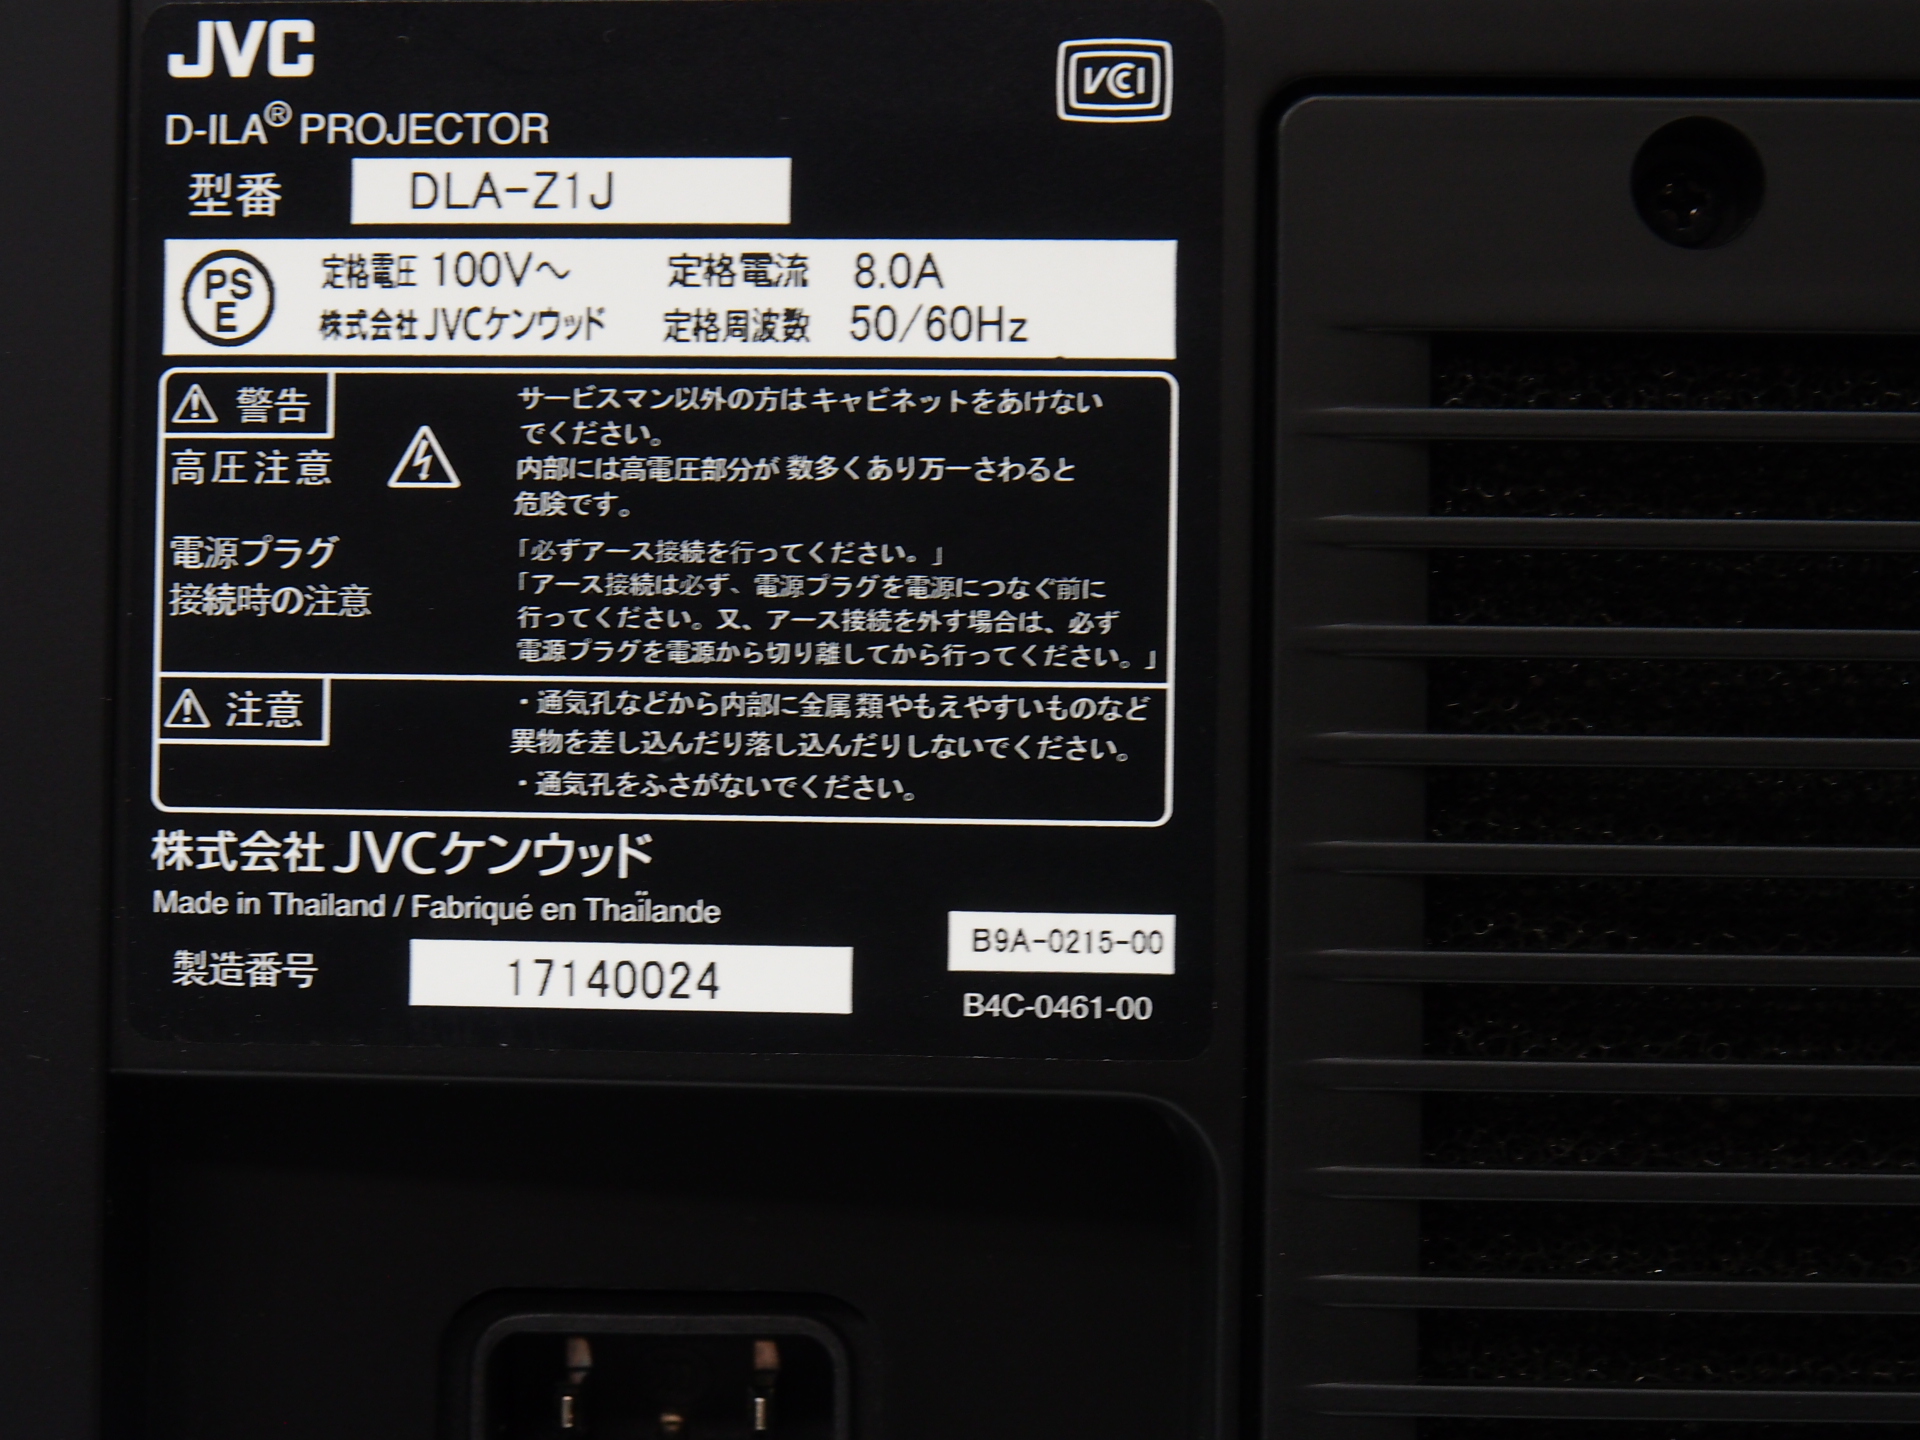 JVC
VCCI
D-ILA® PROJECTOR
型番 DLA-Z1J
PSE 定格電圧 100V～ 定格電流 8.0A
株式会社JVCケンウッド 定格周波数 50/60Hz
⚠ 警告 サービスマン以外の方はキャビネットをあけない
でください。
高圧注意 内部には高電圧部分が数多くあり万一さわると
危険です。
電源プラグ 「必ずアース接続を行ってください。」
接続時の注意 「アース接続は必ず、電源プラグを電源につなぐ前に
行ってください。又、アース接続を外す場合は、必ず
電源プラグを電源から切り離してから行ってください。」
⚠ 注意 ・通気孔などから内部に金属類やもえやすいものなど
異物を差し込んだり落し込んだりしないでください。
・通気孔をふさがないでください。
株式会社JVCケンウッド
Made in Thailand / Fabriqué en Thaïlande
製造番号 17140024 B9A-0215-00
B4C-0461-00